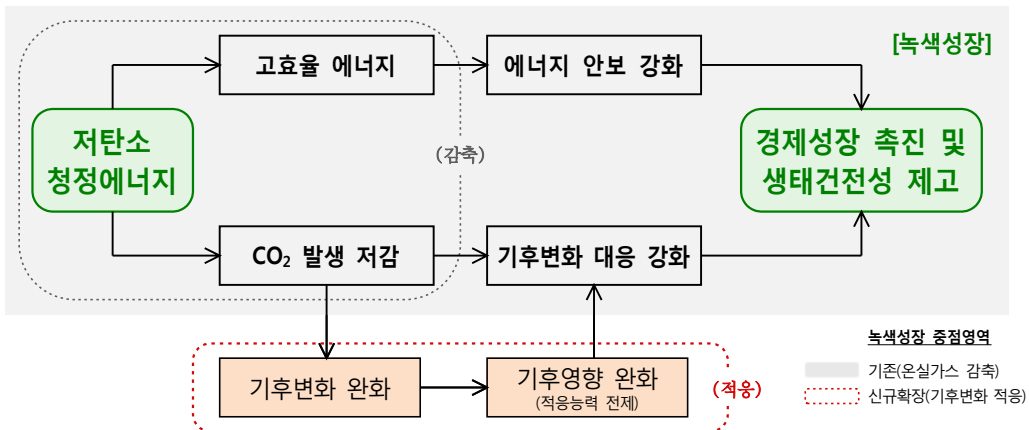 [녹색성장]
고효율 에너지
에너지 안보 강화
저탄소
청정에너지
(감축)
경제성장 촉진 및
생태건전성 제고
CO₂ 발생 저감
기후변화 대응 강화
녹색성장 중점영역
기존(온실가스 감축)
신규확장(기후변화 적응)
기후변화 완화
기후영향 완화
(적응능력 전제)
(적응)